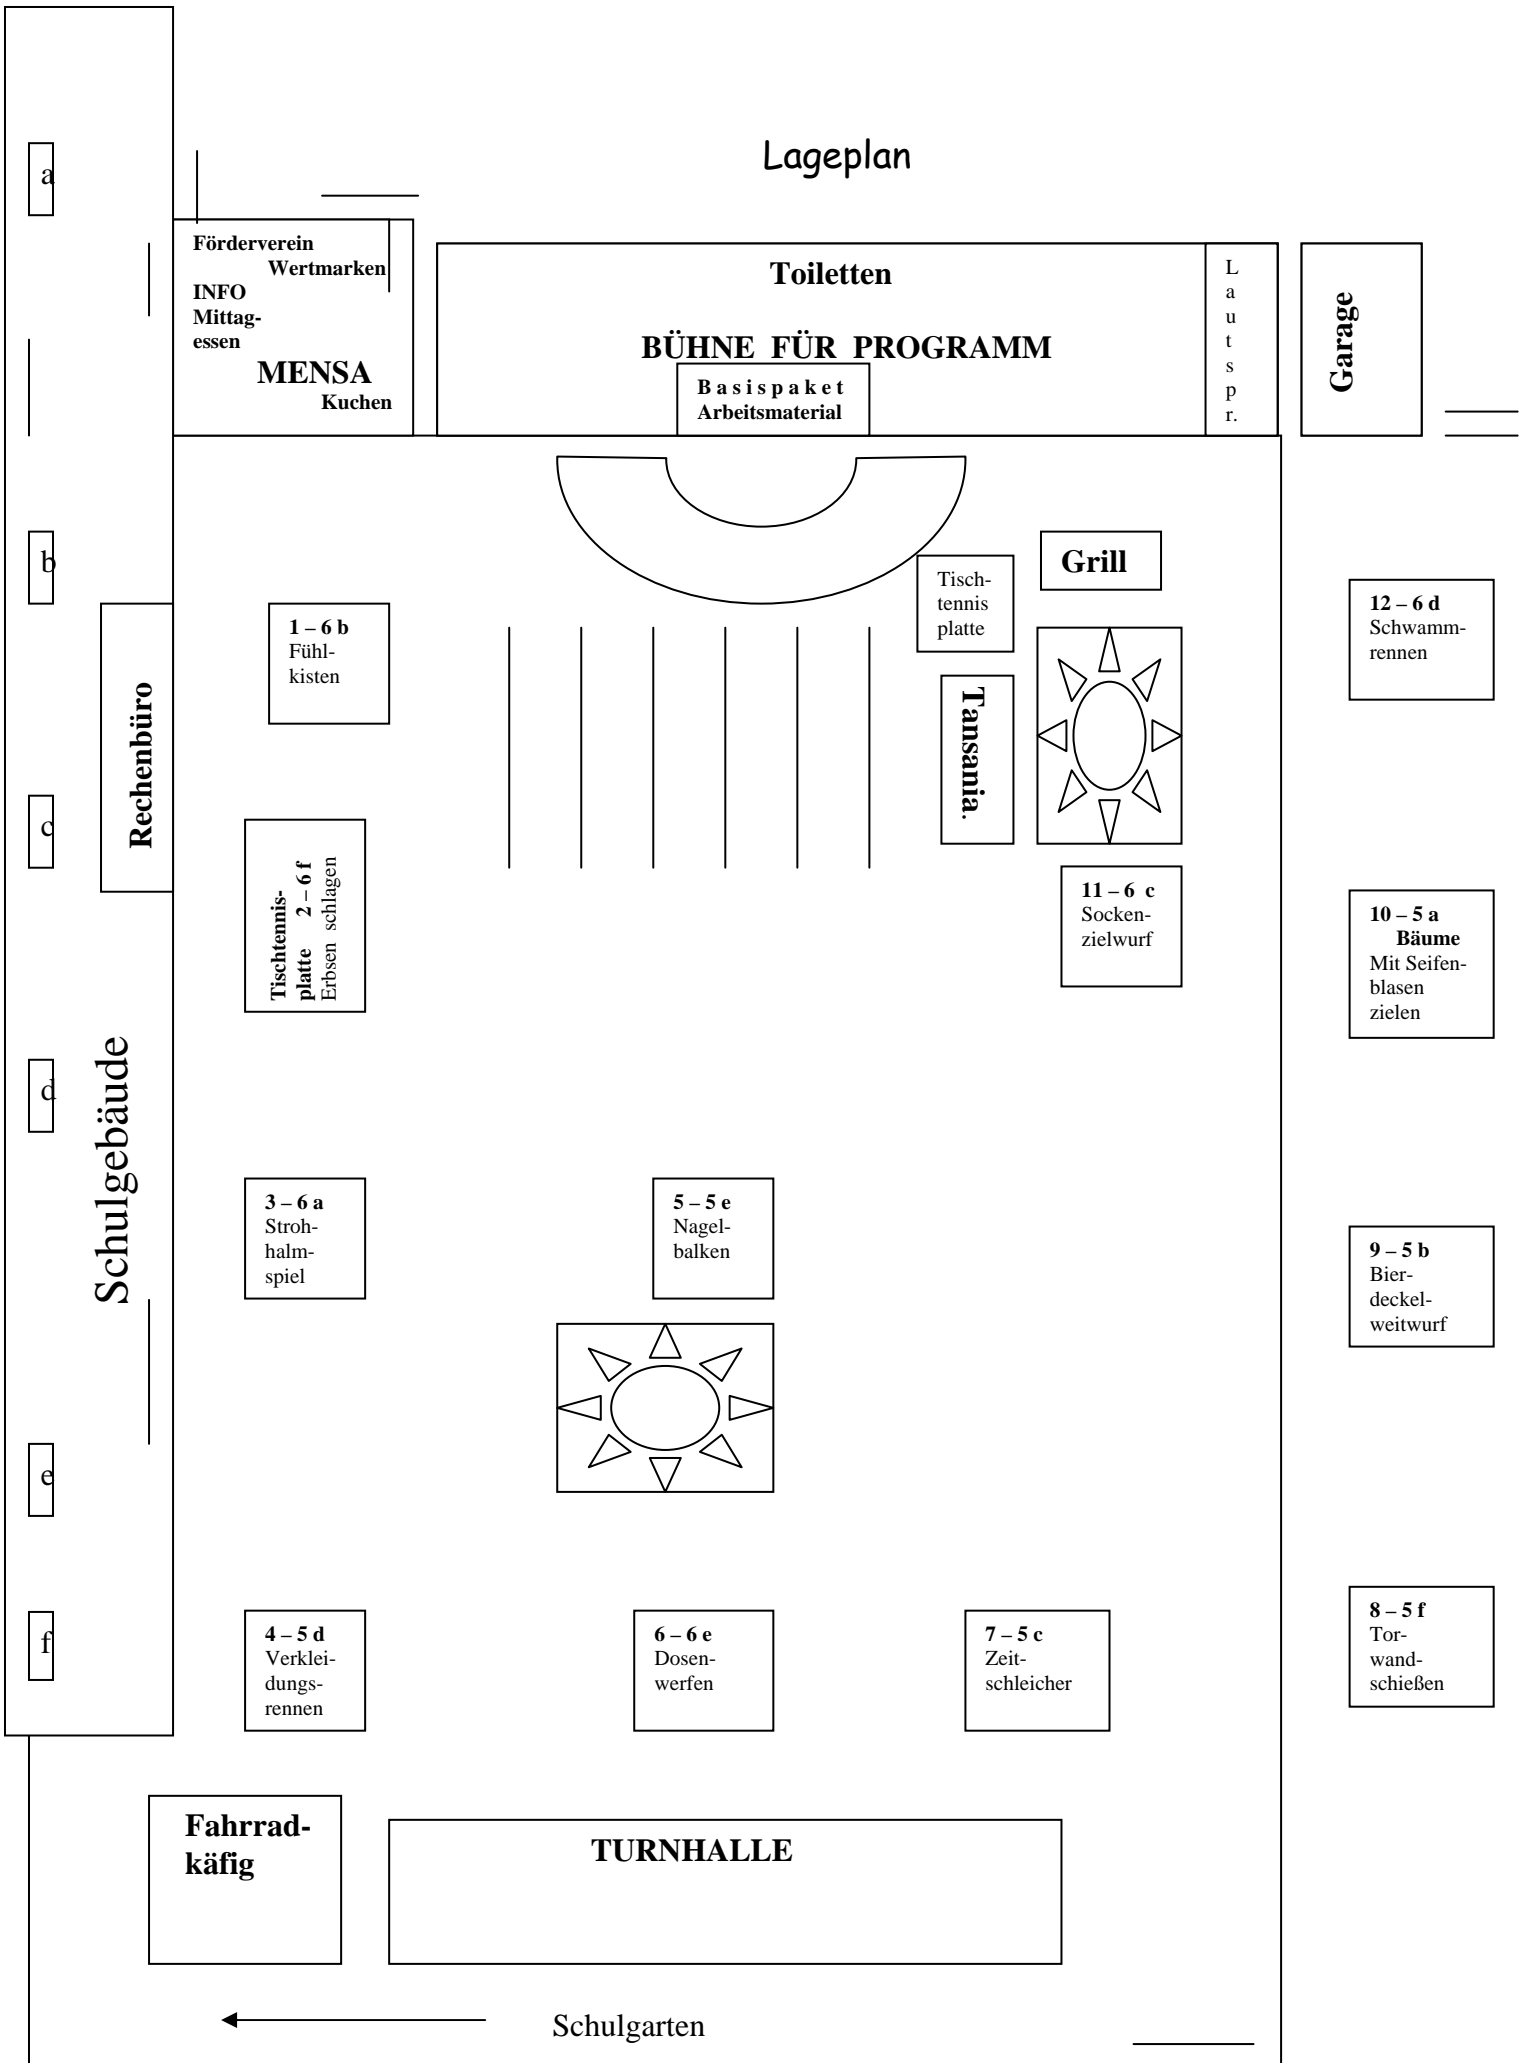 Lageplan
a
Förderverein
Wertmarken
INFO
Mittag-
essen
MENSA
Kuchen
Toiletten
BÜHNE FÜR PROGRAMM
B a s i s p a k e t
Arbeitsmaterial
L
a
u
t
s
p
r.
Garage
b
Rechenbüro
c
Schulgebäude
d
e
f
1 – 6 b
Fühl-
kisten
Tisch-
tennis
platte
Grill
Tansania.
12 – 6 d
Schwamm-
rennen
Tischtennis-
platte 2 – 6 f
Erbsen schlagen
11 – 6 c
Socken-
zielwurf
10 – 5 a
Bäume
Mit Seifen-
blasen
zielen
3 – 6 a
Stroh-
halm-
spiel
5 – 5 e
Nagel-
balken
9 – 5 b
Bier-
deckel-
weitwurf
4 – 5 d
Verklei-
dungs-
rennen
6 – 6 e
Dosen-
werfen
7 – 5 c
Zeit-
schleicher
8 – 5 f
Tor-
wand-
schießen
Fahrrad-
käfig
TURNHALLE
Schulgarten